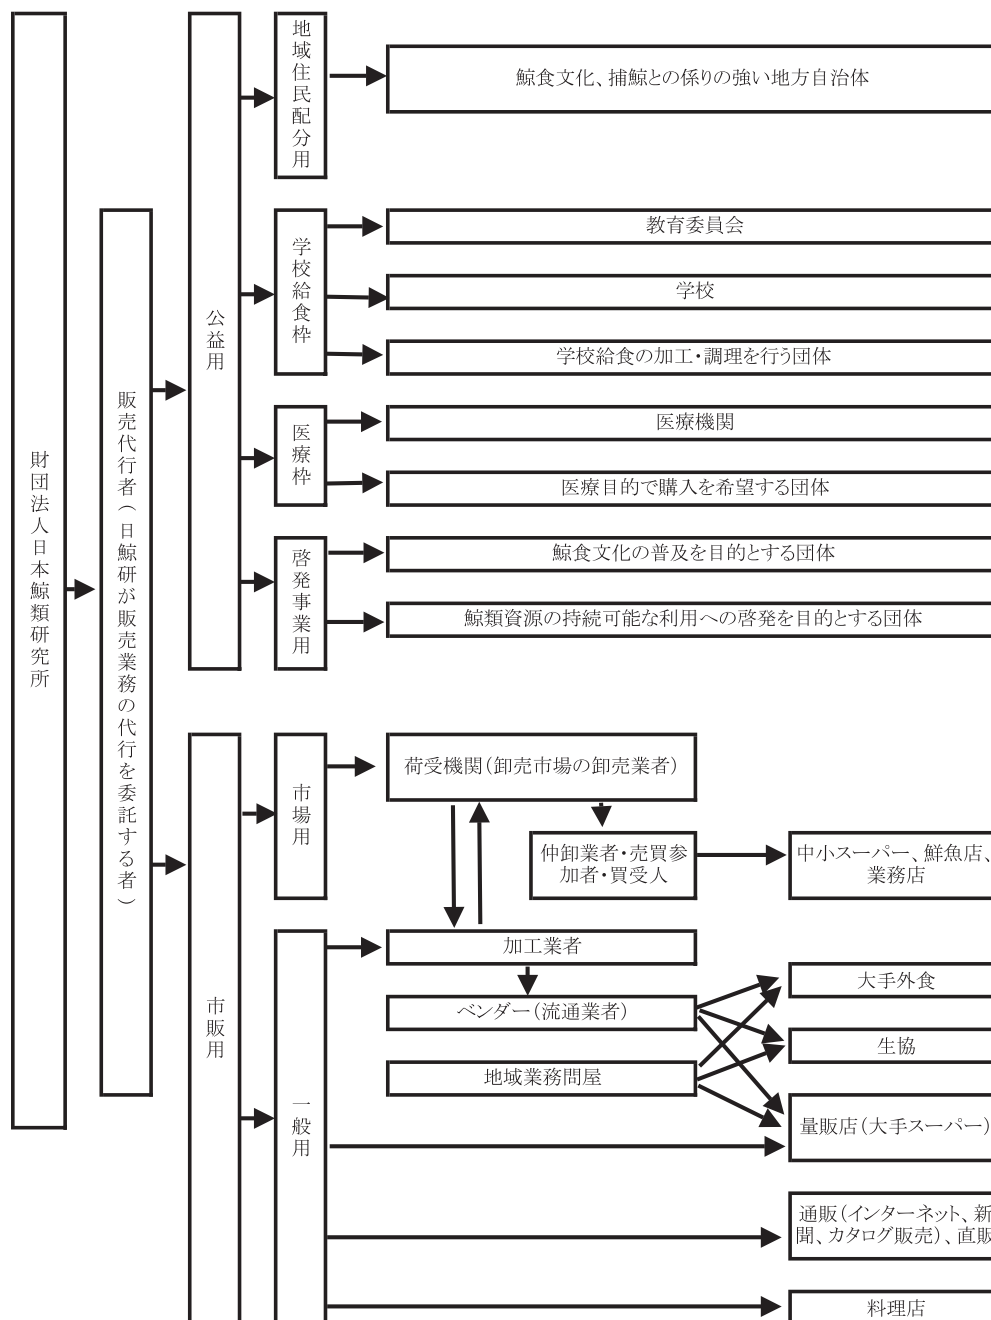 財団法人日本鯨類研究所
販売代行者(日鯨研が販売業務の代行を委託する者)
公益用
地域住民配分用
鯨食文化、捕鯨との係りの強い地方自治体
学校給食枠
教育委員会
学校
学校給食の加工・調理を行う団体
医療枠
医療機関
医療目的で購入を希望する団体
啓発事業用
鯨食文化の普及を目的とする団体
鯨類資源の持続可能な利用への啓発を目的とする団体
市販用
市場用
荷受機関(卸売市場の卸売業者)
仲卸業者・売買参
加者・買受人
中小スーパー、鮮魚店、
業務店
一般用
加工業者
ベンダー(流通業者)
地域業務問屋
大手外食
生協
量販店(大手スーパー)
通販(インターネット、新
聞、カタログ販売)、直販
料理店